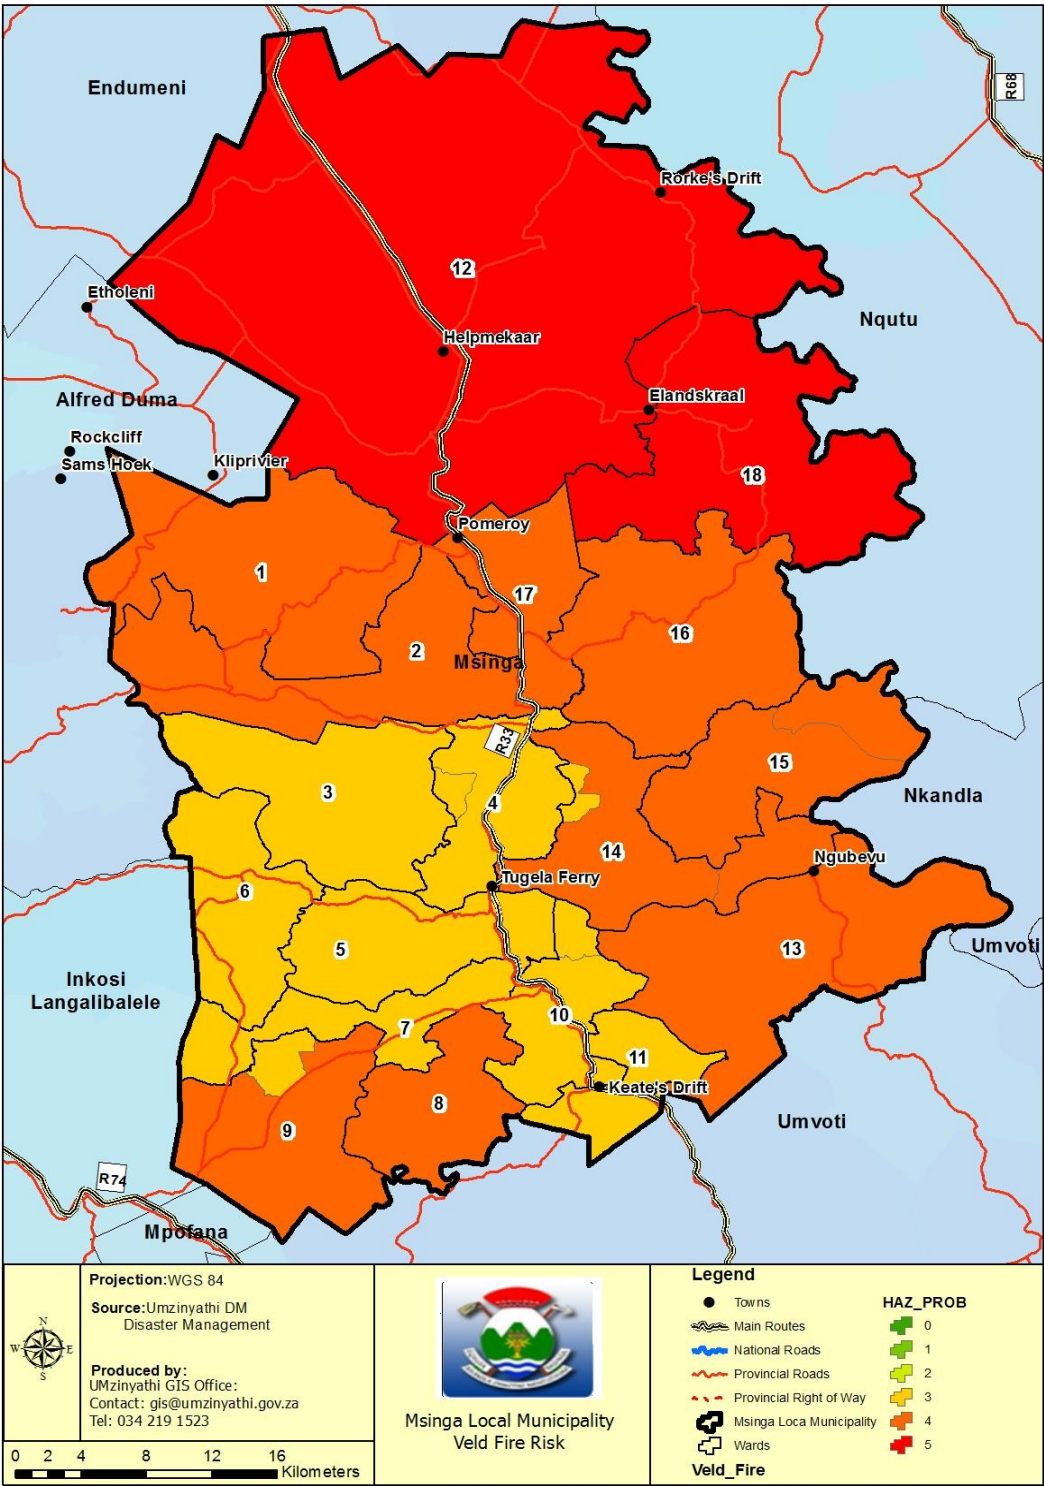 R68
Endumeni
Rorke's Drift
12
Etholeni
Nqutu
Helpmekaar
Elandskraal
Alfred Duma
Rockcliff
Sams Hoek
Kliprivier
18
Pomeroy
1
17
16
2
Msinga
R33
15
3
4
Nkandla
14
Ngubevu
Tugela Ferry
6
5
13
Umvoti
Inkosi
Langalibalele
10
7
11
Keate's Drift
8
9
Umvoti
R74
Mpofana
N
W
E
S
Projection:WGS 84
Source:Umzinyathi DM
Disaster Management
Produced by:
UMzinyathi GIS Office:
Contact: gis@umzinyathi.gov.za
Tel: 034 219 1523
0 2 4 8 12 16
Kilometers
Msinga Local Municipality
Veld Fire Risk
Legend
Towns
Main Routes
National Roads
Provincial Roads
Provincial Right of Way
Msinga Loca Municipality
Wards
Veld_Fire
HAZ_PROB
0
1
2
3
4
5